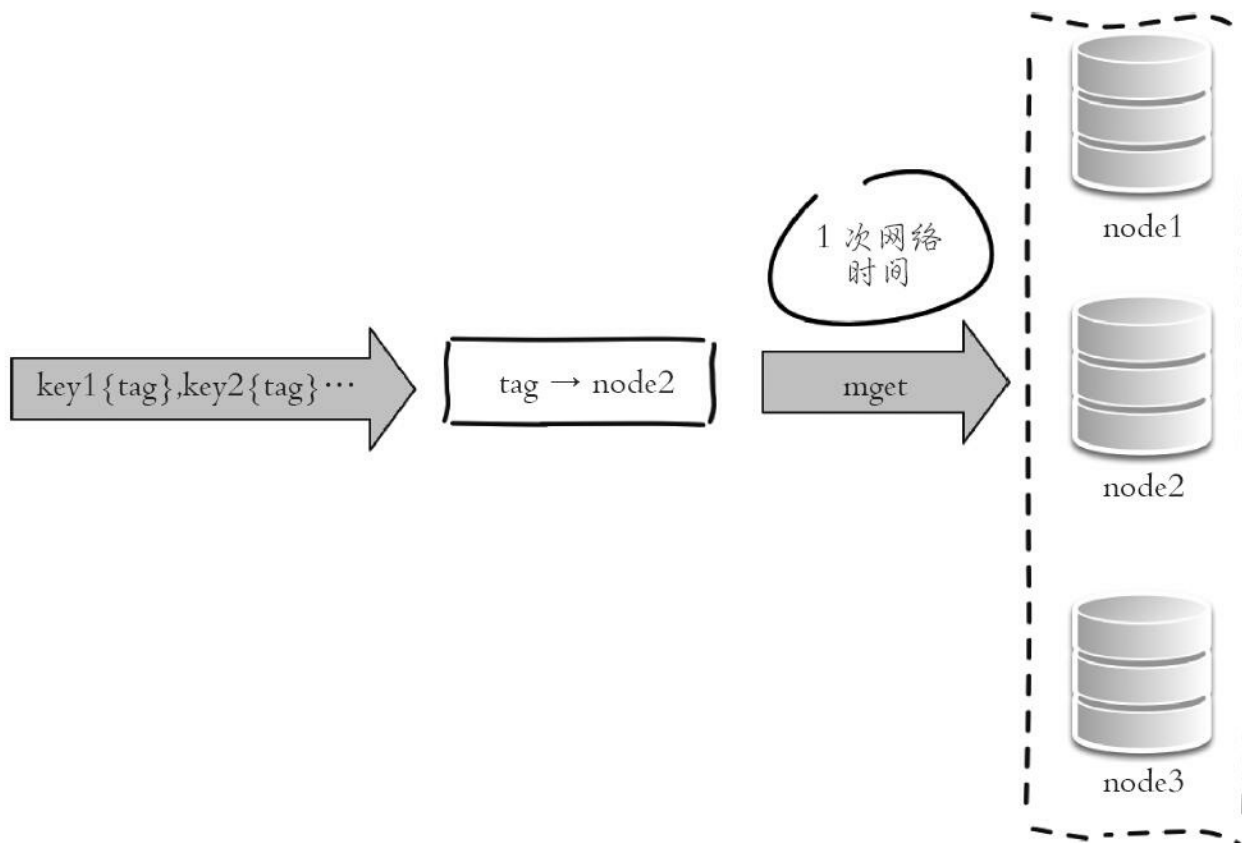 key1{tag},key2{tag}…
tag → node2
1 次网络
时间
mget
node1
node2
node3